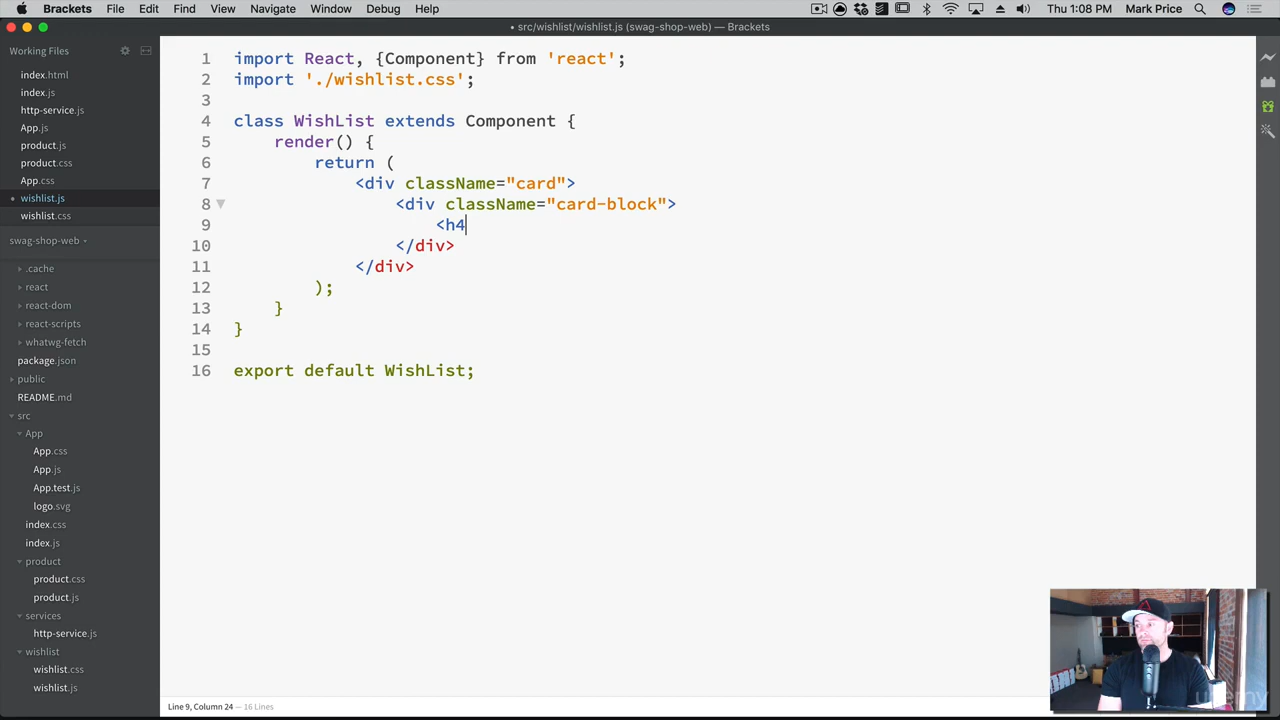 Brackets File Edit Find View Navigate Window Debug Help Thu 1:08 PM Mark Price
• src/wishlist/wishlist.js (swag-shop-web) — Brackets
Working Files
index.html
index.js
http-service.js
App.js
product.js
product.css
App.css
wishlist.js
wishlist.css
swag-shop-web
.cache
react
react-dom
react-scripts
whatwg-fetch
package.json
public
README.md
src
App
App.css
App.js
App.test.js
logo.svg
index.css
index.js
product
product.css
product.js
services
http-service.js
wishlist
wishlist.css
wishlist.js
1 import React, {Component} from 'react';
2 import './wishlist.css';
3
4 class WishList extends Component {
5 render() {
6 return (
7 <div className="card">
8 <div className="card-block">
9 <h4
10 </div>
11 </div>
12 );
13 }
14 }
15
16 export default WishList;
Line 9, Column 24 — 16 Lines
udemy